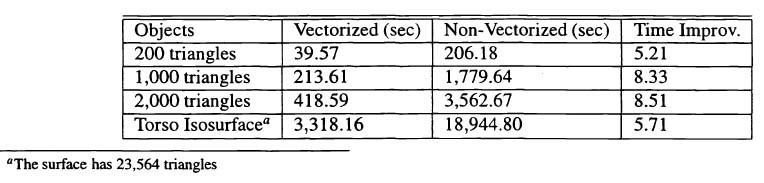 Objects Vectorized (sec) Non-Vectorized (sec) Time Improv.
200 triangles 39.57 206.18 5.21
1,000 triangles 213.61 1,779.64 8.33
2,000 triangles 418.59 3,562.67 8.51
Torso Isosurfaceᵃ 3,318.16 18,944.80 5.71
ᵃThe surface has 23,564 triangles